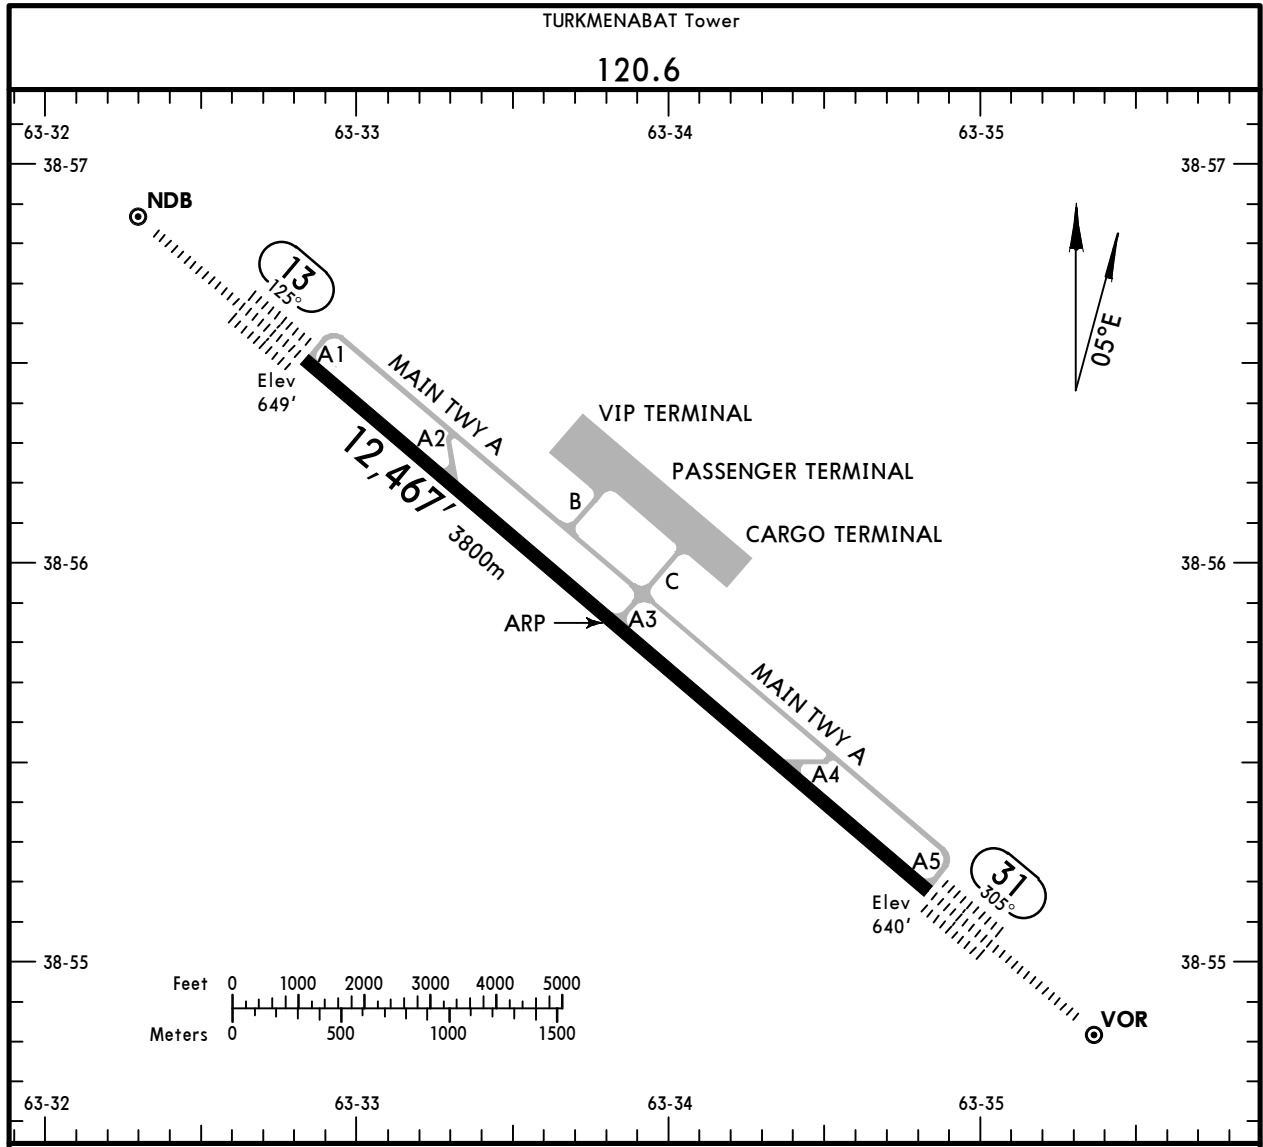 TURKMENABAT Tower
120.6
63-32
63-33
63-34
63-35
38-57
38-57
NDB
13
125°
05°E
A1
Elev
649'
MAIN TWY A
VIP TERMINAL
A2
12,467'
PASSENGER TERMINAL
B
3800m
CARGO TERMINAL
38-56
38-56
C
ARP
A3
MAIN TWY A
A4
A5
31
305°
Elev
640'
38-55
38-55
Feet 0 1000 2000 3000 4000 5000
Meters 0 500 1000 1500
VOR
63-32
63-33
63-34
63-35